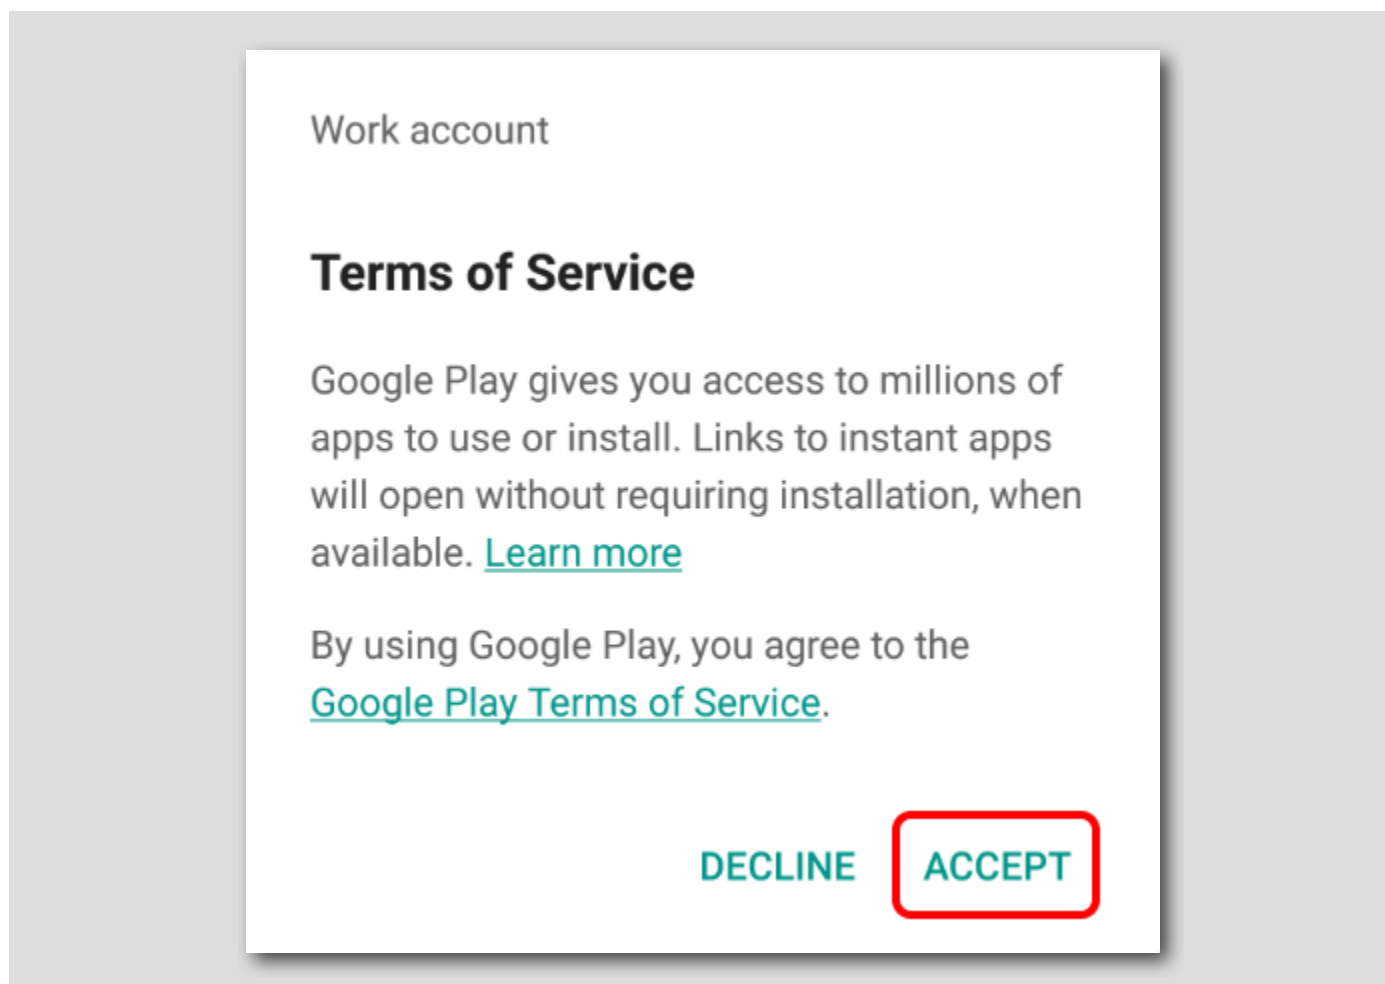 Work account
Terms of Service
Google Play gives you access to millions of
apps to use or install. Links to instant apps
will open without requiring installation, when
available. Learn more
By using Google Play, you agree to the
Google Play Terms of Service.
DECLINE ACCEPT